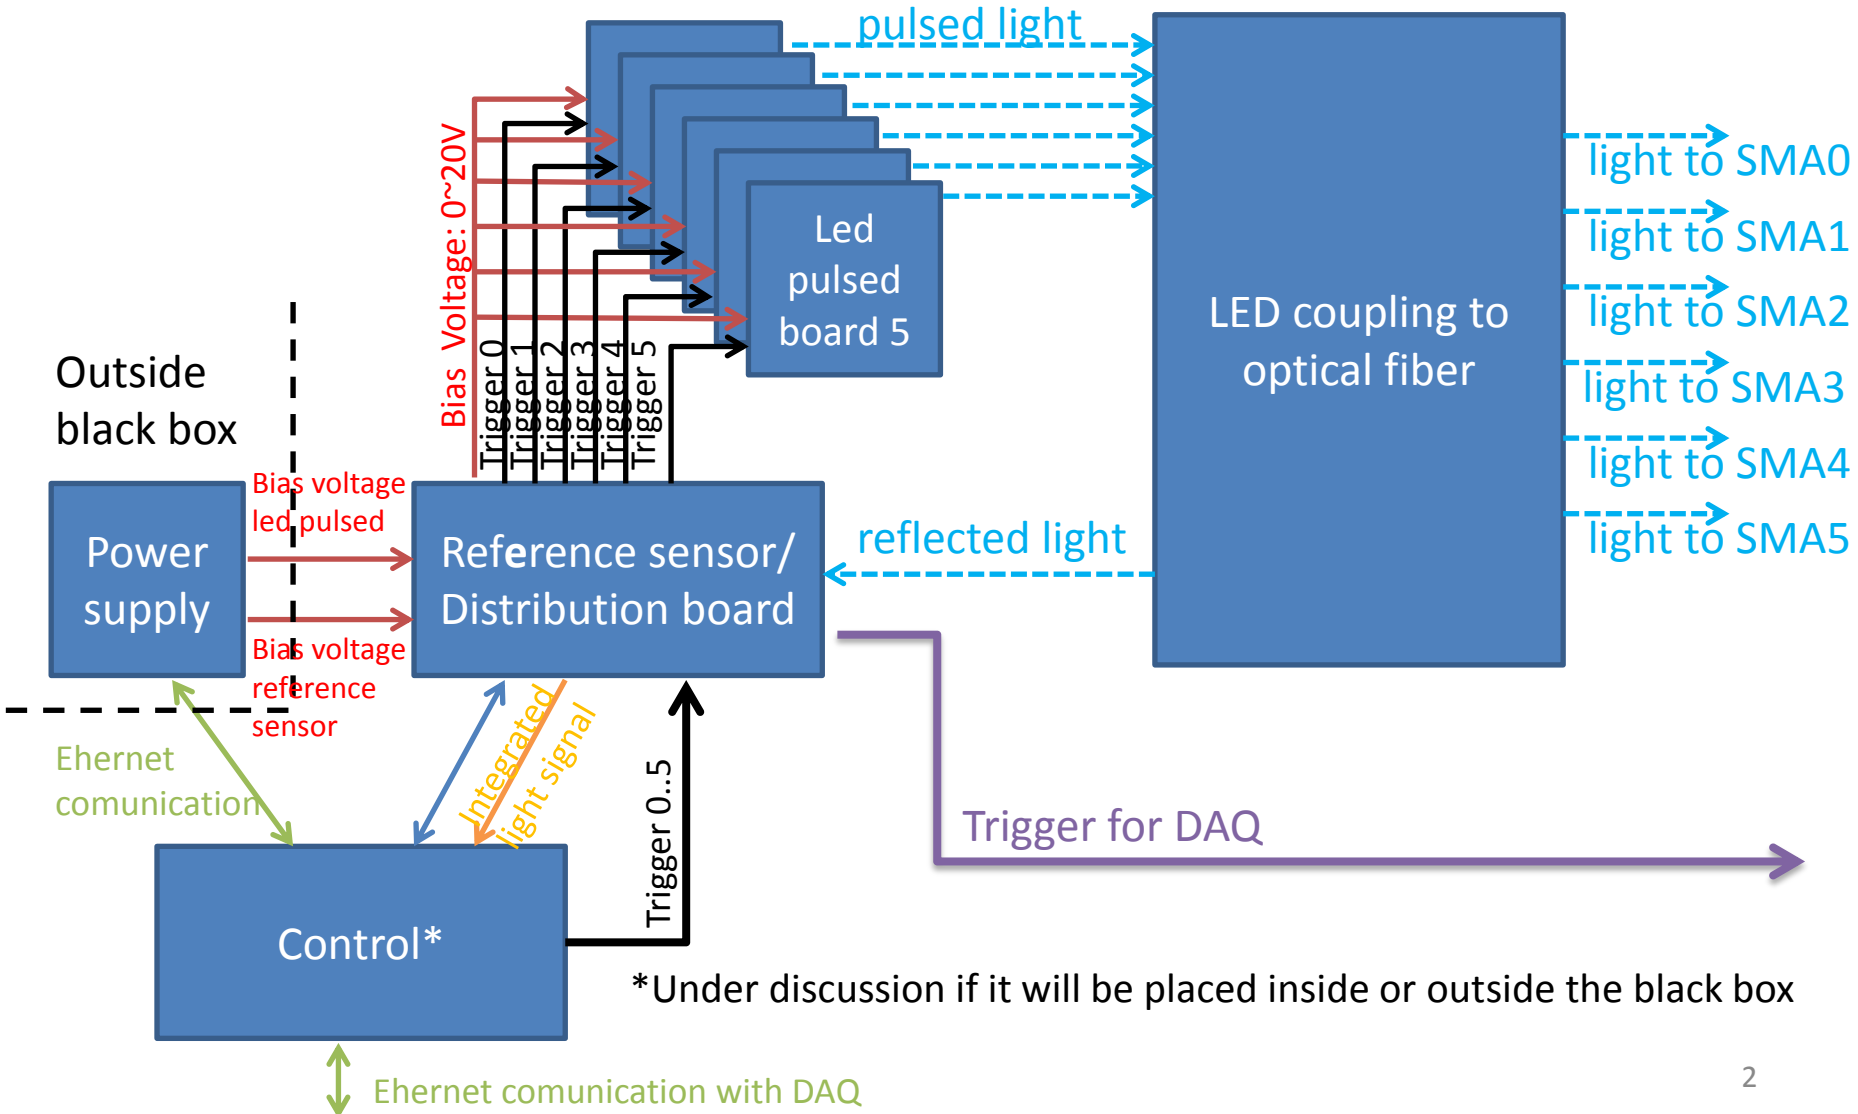 pulsed light
Bias Voltage: 0~20V
Trigger 0
Trigger 1
Trigger 2
Trigger 3
Trigger 4
Trigger 5
Led
pulsed
board 5
LED coupling to
optical fiber
light to SMA0
light to SMA1
light to SMA2
light to SMA3
light to SMA4
light to SMA5
Outside
black box
Power
supply
Bias voltage
led pulsed
Bias voltage
reference
sensor
Reference sensor/
Distribution board
reflected light
Ehernet
comunication
Integrated
light signal
Trigger 0..5
Trigger for DAQ
Control*
*Under discussion if it will be placed inside or outside the black box
Ehernet comunication with DAQ
2